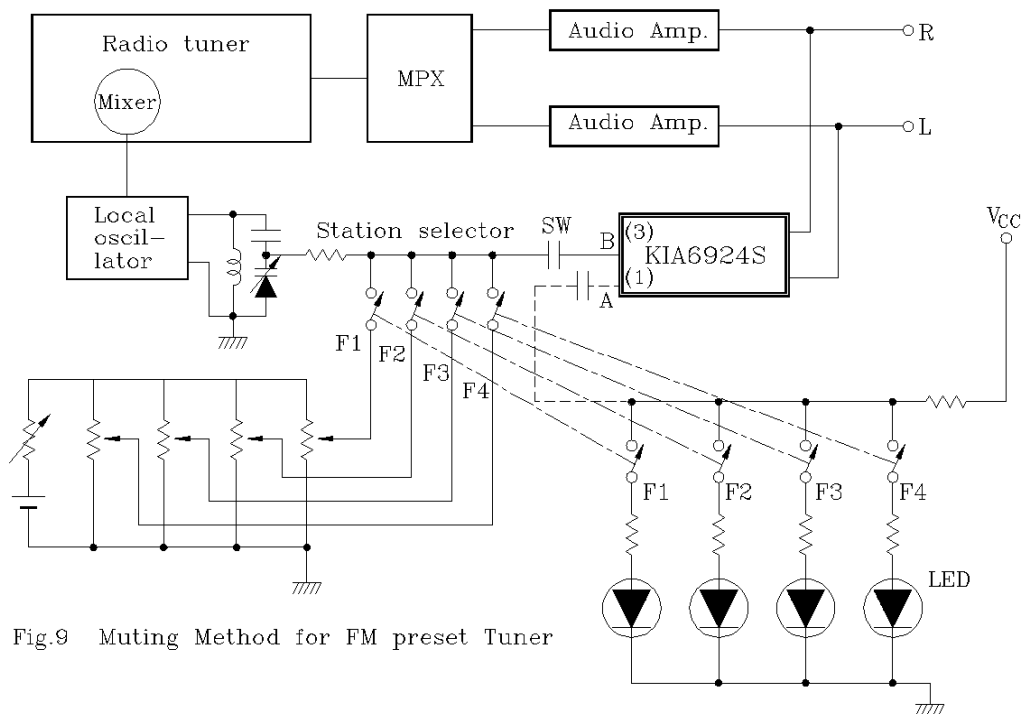 Radio tuner
Mixer
MPX
Audio Amp.
R
Audio Amp.
L
Local
oscil-
lator
Station selector
SW
B
(3)
KIA6924S
(1)
A
VCC
F1
F2
F3
F4
F1
F2
F3
F4
LED
Fig.9 Muting Method for FM preset Tuner